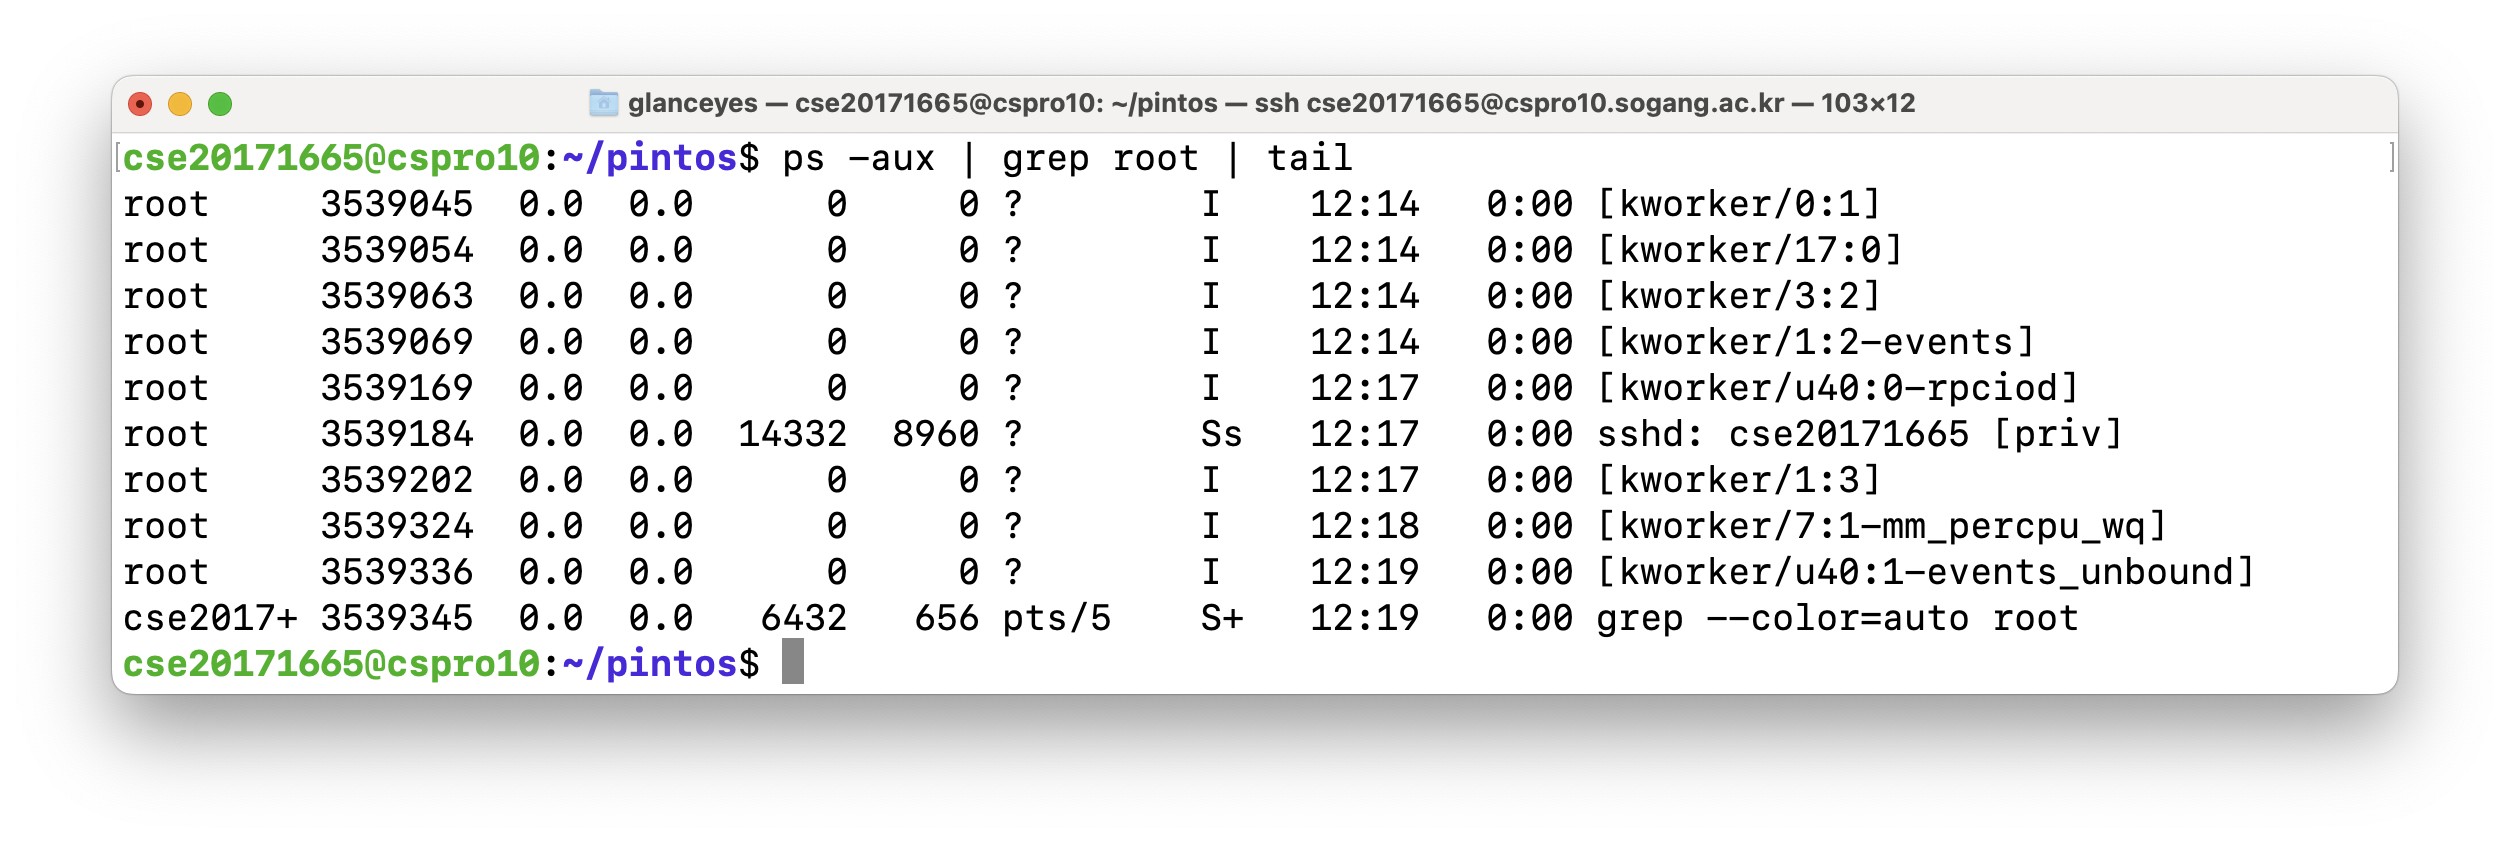 glanceyes — cse20171665@cspro10: ~/pintos — ssh cse20171665@cspro10.sogang.ac.kr — 103×12
[cse20171665@cspro10:~/pintos$ ps -aux | grep root | tail ]
root     3539045  0.0  0.0      0     0 ?        I    12:14   0:00 [kworker/0:1]
root     3539054  0.0  0.0      0     0 ?        I    12:14   0:00 [kworker/17:0]
root     3539063  0.0  0.0      0     0 ?        I    12:14   0:00 [kworker/3:2]
root     3539069  0.0  0.0      0     0 ?        I    12:14   0:00 [kworker/1:2-events]
root     3539169  0.0  0.0      0     0 ?        I    12:17   0:00 [kworker/u40:0-rpciod]
root     3539184  0.0  0.0  14332  8960 ?        Ss   12:17   0:00 sshd: cse20171665 [priv]
root     3539202  0.0  0.0      0     0 ?        I    12:17   0:00 [kworker/1:3]
root     3539324  0.0  0.0      0     0 ?        I    12:18   0:00 [kworker/7:1-mm_percpu_wq]
root     3539336  0.0  0.0      0     0 ?        I    12:19   0:00 [kworker/u40:1-events_unbound]
cse2017+ 3539345  0.0  0.0   6432   656 pts/5    S+   12:19   0:00 grep --color=auto root
cse20171665@cspro10:~/pintos$